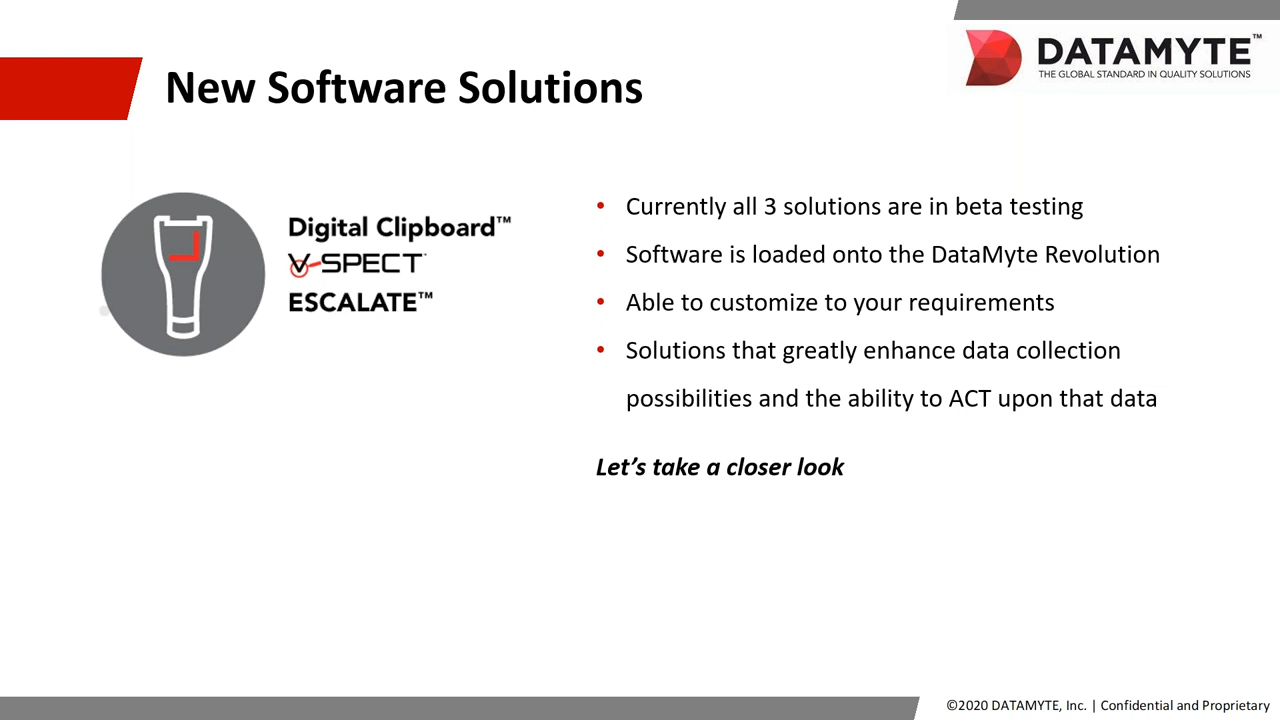 DATAMYTE™
THE GLOBAL STANDARD IN QUALITY SOLUTIONS
New Software Solutions
Digital Clipboard™
V-SPECT
ESCALATE™
• Currently all 3 solutions are in beta testing
• Software is loaded onto the DataMyte Revolution
• Able to customize to your requirements
• Solutions that greatly enhance data collection
possibilities and the ability to ACT upon that data
Let's take a closer look
©2020 DATAMYTE, Inc. | Confidential and Proprietary